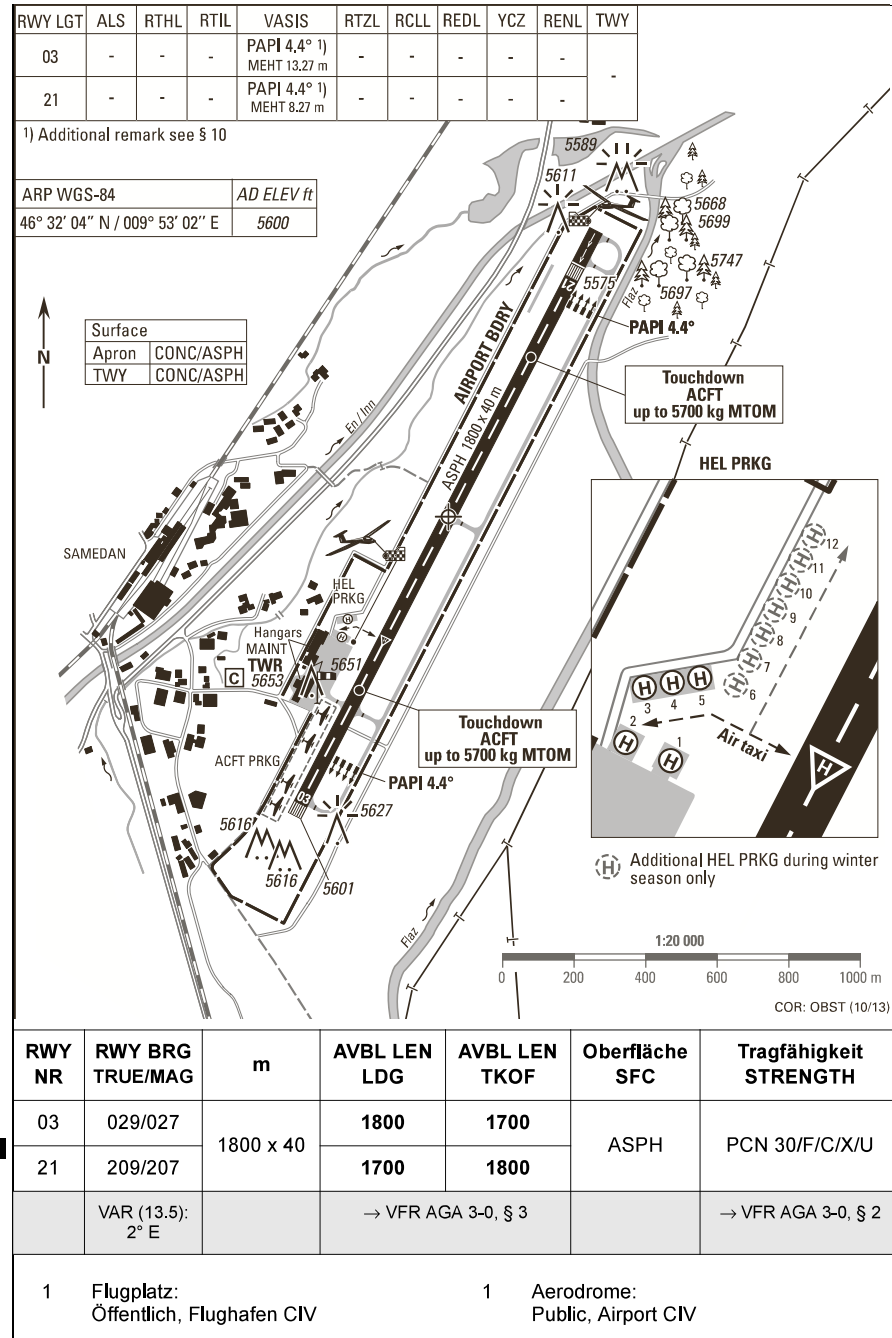 RWY LGT ALS RTHL RTIL VASIS RTZL RCLL REDL YCZ RENL TWY
03 - - - PAPI 4.4° 1) MEHT 13.27 m - - - - - -
21 - - - PAPI 4.4° 1) MEHT 8.27 m - - - - -
1) Additional remark see § 10
ARP WGS-84 AD ELEV ft
46° 32' 04" N / 009° 53' 02'' E 5600
N
Surface
Apron CONC/ASPH
TWY CONC/ASPH
5589
5611
5668
5699
5747
5697
5575
21
Flaz
PAPI 4.4°
AIRPORT BDRY
ASPH 1800 x 40 m
Touchdown
ACFT
up to 5700 kg MTOM
En / Inn
SAMEDAN
HEL
PRKG
H
H
H
Hangars
MAINT
TWR
5651
5653
C
ACFT PRKG
Touchdown
ACFT
up to 5700 kg MTOM
PAPI 4.4°
03
5627
5616
5616
5601
Flaz
HEL PRKG
H 12
H 11
H 10
H 9
H 8
H 7
H 6
H H H
3 4 5
2
H
1
H
Air taxi
H
(H) Additional HEL PRKG during winter
season only
1:20 000
0 200 400 600 800 1000 m
COR: OBST (10/13)
RWY NR RWY BRG TRUE/MAG m AVBL LEN LDG AVBL LEN TKOF Oberfläche SFC Tragfähigkeit STRENGTH
03 029/027 1800 x 40 1800 1700 ASPH PCN 30/F/C/X/U
21 209/207 1700 1800
VAR (13.5): 2° E → VFR AGA 3-0, § 3 → VFR AGA 3-0, § 2
1 Flugplatz:
Öffentlich, Flughafen CIV
1 Aerodrome:
Public, Airport CIV